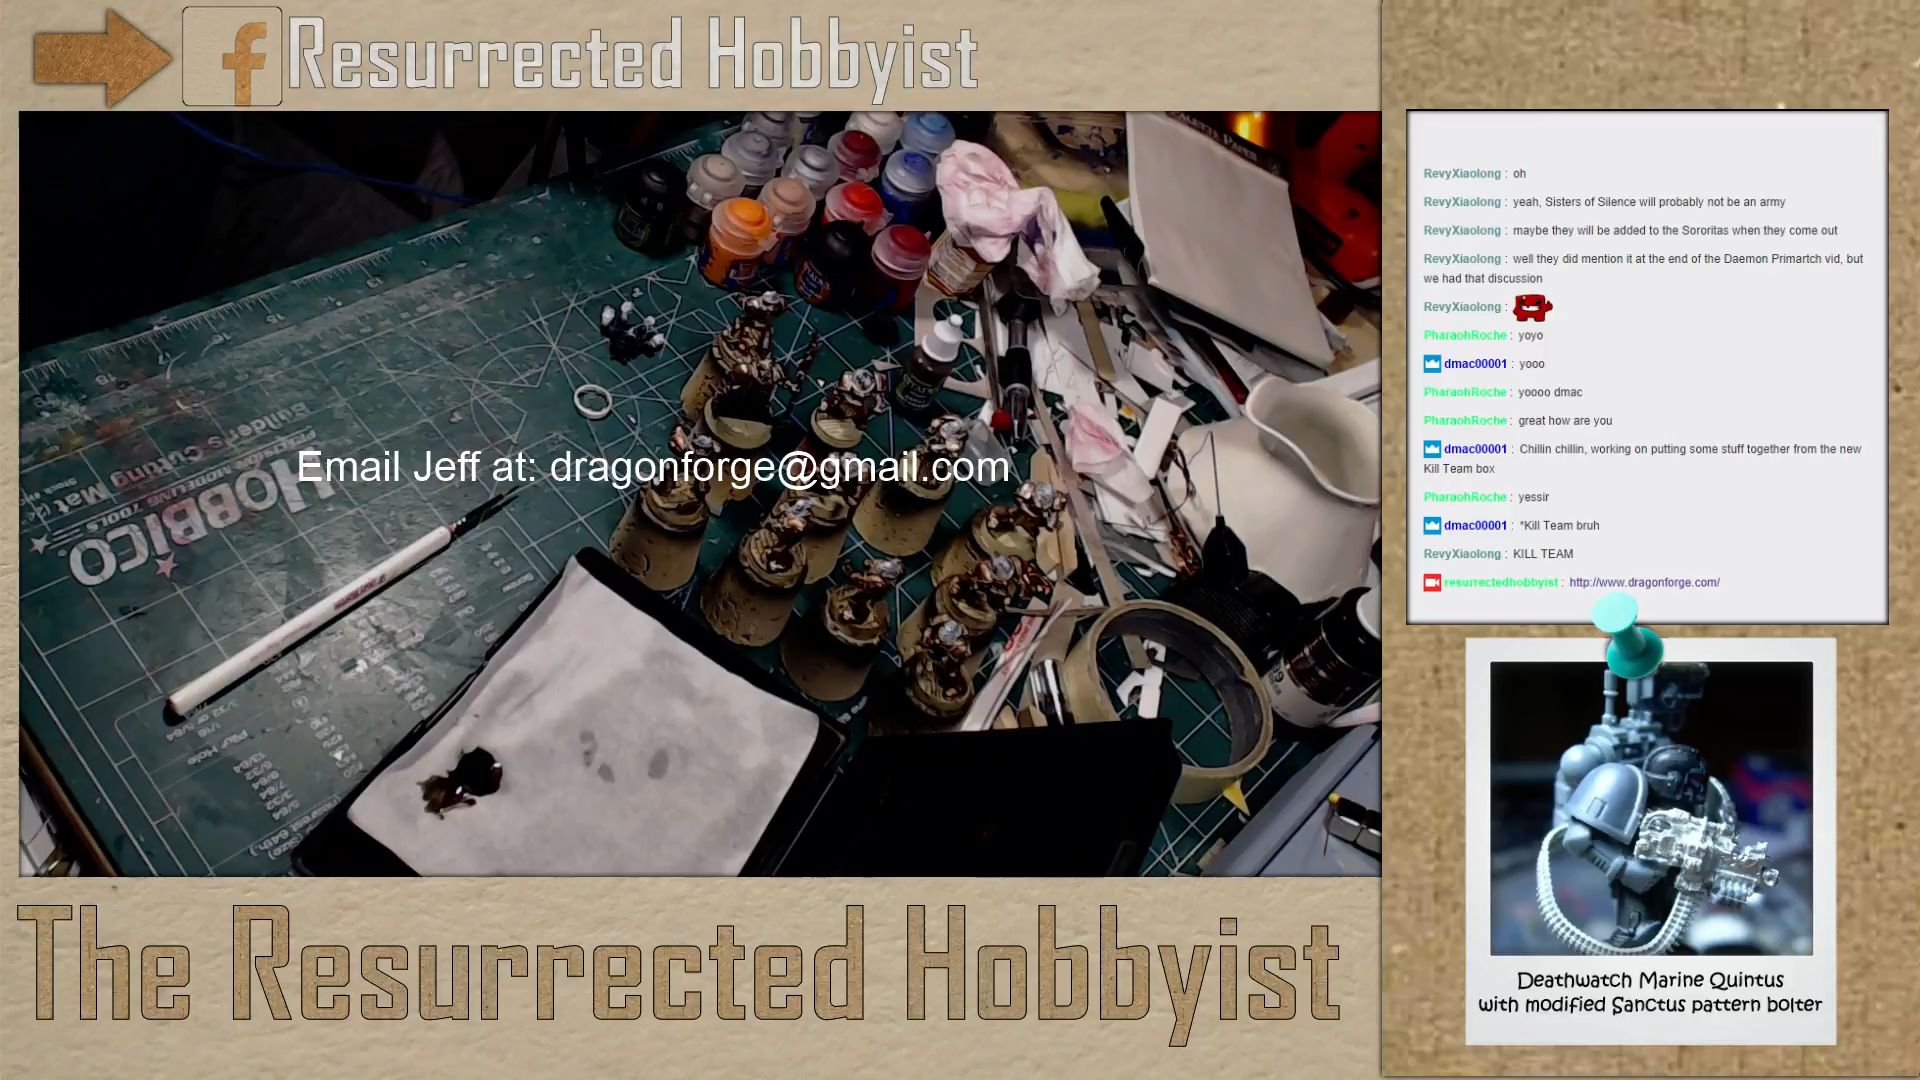 Resurrected Hobbyist
Email Jeff at: dragonforge@gmail.com
HOBBICO
Builder's Cutting Mat
The Resurrected Hobbyist
RevyXiaolong : oh
RevyXiaolong : yeah, Sisters of Silence will probably not be an army
RevyXiaolong : maybe they will be added to the Sororitas when they come out
RevyXiaolong : well they did mention it at the end of the Daemon Primartch vid, but
we had that discussion
RevyXiaolong :
PharaohRoche : yoyo
dmac00001 : yooo
PharaohRoche : yoooo dmac
PharaohRoche : great how are you
dmac00001 : Chillin chillin, working on putting some stuff together from the new
Kill Team box
PharaohRoche : yessir
dmac00001 : *Kill Team bruh
RevyXiaolong : KILL TEAM
resurrectedhobbyist : http://www.dragonforge.com/
Deathwatch Marine Quintus
with modified Sanctus pattern bolter